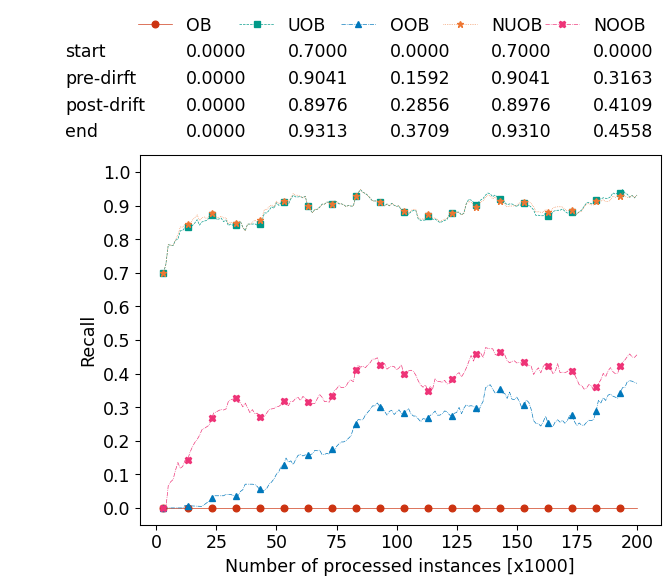 OB UOB OOB NUOB NOOB
start 0.0000 0.7000 0.0000 0.7000 0.0000
pre-dirft 0.0000 0.9041 0.1592 0.9041 0.3163
post-drift 0.0000 0.8976 0.2856 0.8976 0.4109
end 0.0000 0.9313 0.3709 0.9310 0.4558
1.0
0.9
0.8
0.7
0.6
0.5
0.4
0.3
0.2
0.1
0.0
Recall
0 25 50 75 100 125 150 175 200
Number of processed instances [x1000]